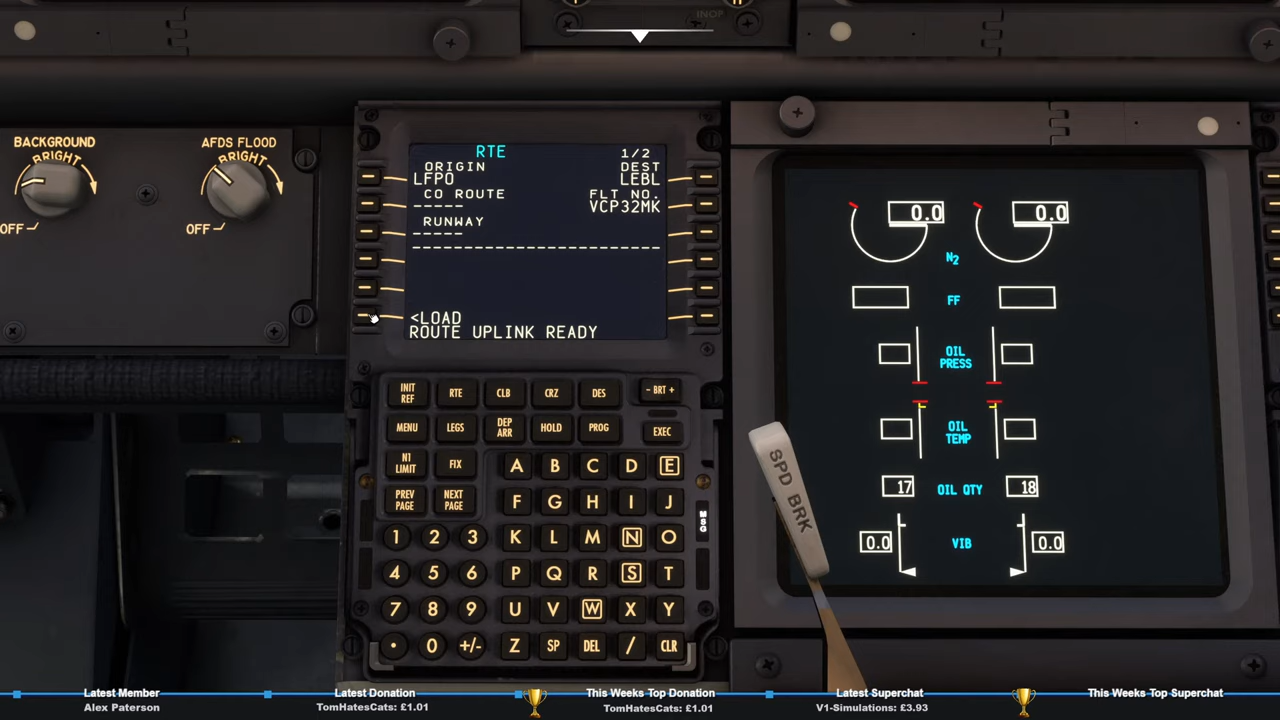 INOP
BACKGROUND
BRIGHT
OFF
AFDS FLOOD
BRIGHT
OFF
RTE 1/2
ORIGIN DEST
LFPO LEBL
CO ROUTE FLT NO.
----- VCP32MK
RUNWAY
-----
<LOAD
ROUTE UPLINK READY
INIT REF
RTE
CLB
CRZ
DES
- BRT +
MENU
LEGS
DEP ARR
HOLD
PROG
EXEC
N1 LIMIT
FIX
PREV PAGE
NEXT PAGE
A B C D E
F G H I J
1 2 3 K L M N O
4 5 6 P Q R S T
7 8 9 U V W X Y
. 0 +/- Z SP DEL / CLR
MSG
SPD BRK
0.0 0.0
N2
FF
OIL PRESS
OIL TEMP
17 OIL QTY 18
0.0 VIB 0.0
Latest Member
Alex Paterson
Latest Donation
TomHatesCats: £1.01
This Weeks Top Donation
TomHatesCats: £1.01
Latest Superchat
V1-Simulations: £3.93
This Weeks Top Superchat